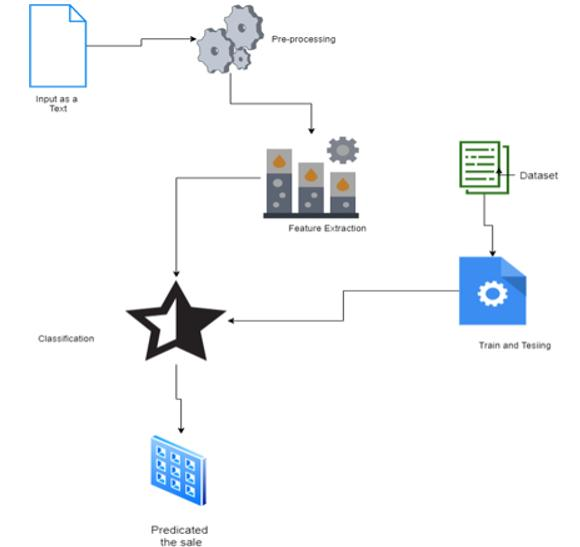 Pre-processing
Input as a
Text
Dataset
Feature Extraction
Classification
Train and Tesiing
Predicated
the sale